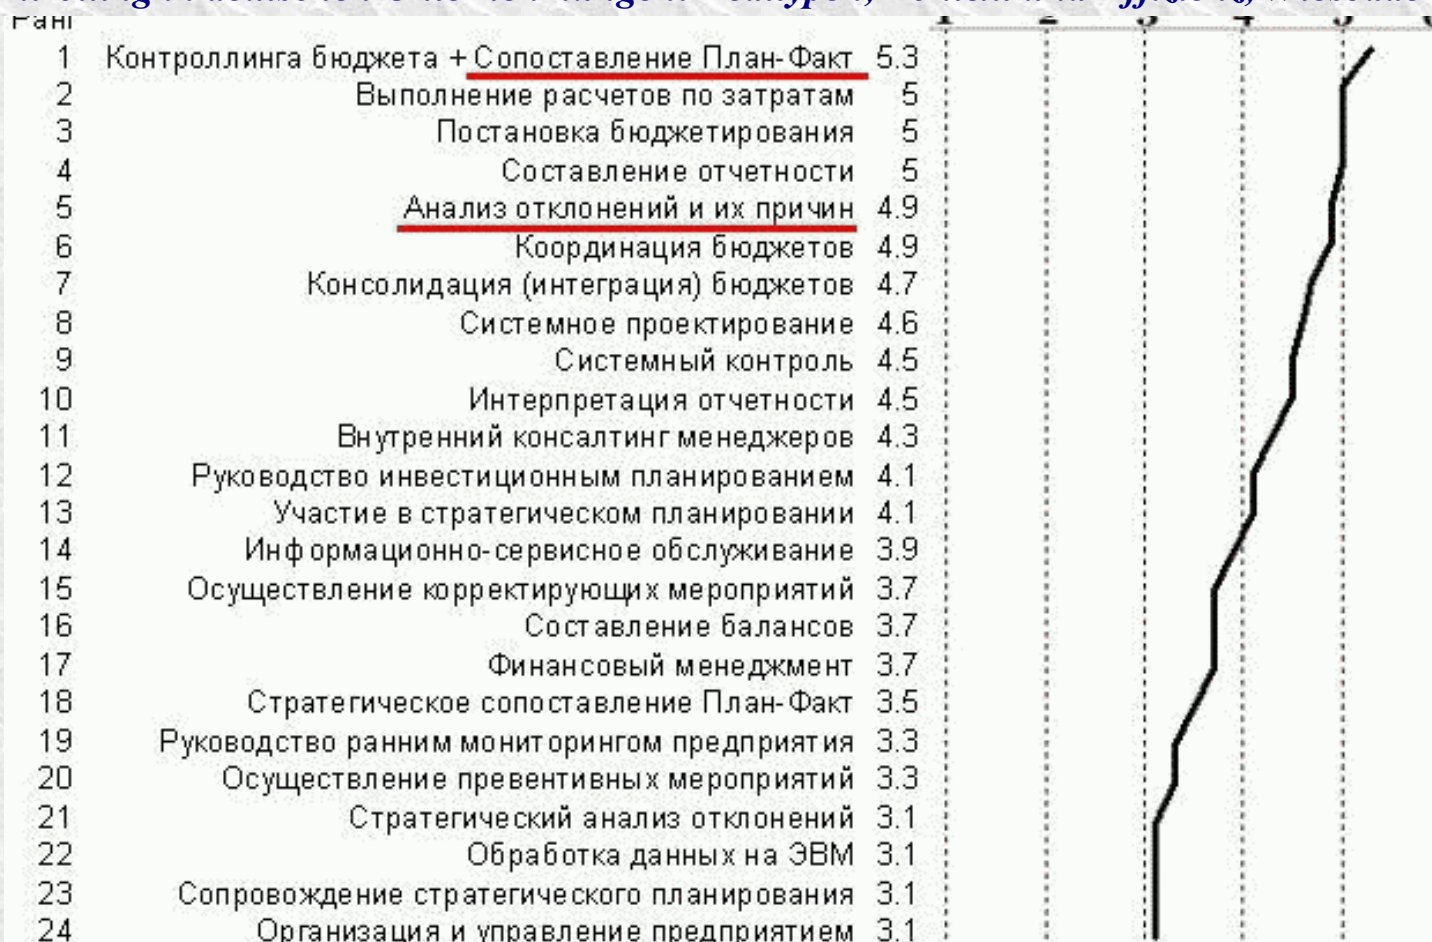 Ранг
1 Контроллинга бюджета + Сопоставление План-Факт 5.3
2 Выполнение расчетов по затратам 5
3 Постановка бюджетирования 5
4 Составление отчетности 5
5 Анализ отклонений и их причин 4.9
6 Координация бюджетов 4.9
7 Консолидация (интеграция) бюджетов 4.7
8 Системное проектирование 4.6
9 Системный контроль 4.5
10 Интерпретация отчетности 4.5
11 Внутренний консалтинг менеджеров 4.3
12 Руководство инвестиционным планированием 4.1
13 Участие в стратегическом планировании 4.1
14 Информационно-сервисное обслуживание 3.9
15 Осуществление корректирующих мероприятий 3.7
16 Составление балансов 3.7
17 Финансовый менеджмент 3.7
18 Стратегическое сопоставление План-Факт 3.5
19 Руководство ранним мониторингом предприятия 3.3
20 Осуществление превентивных мероприятий 3.3
21 Стратегический анализ отклонений 3.1
22 Обработка данных на ЭВМ 3.1
23 Сопровождение стратегического планирования 3.1
24 Организация и управление предприятием 3.1